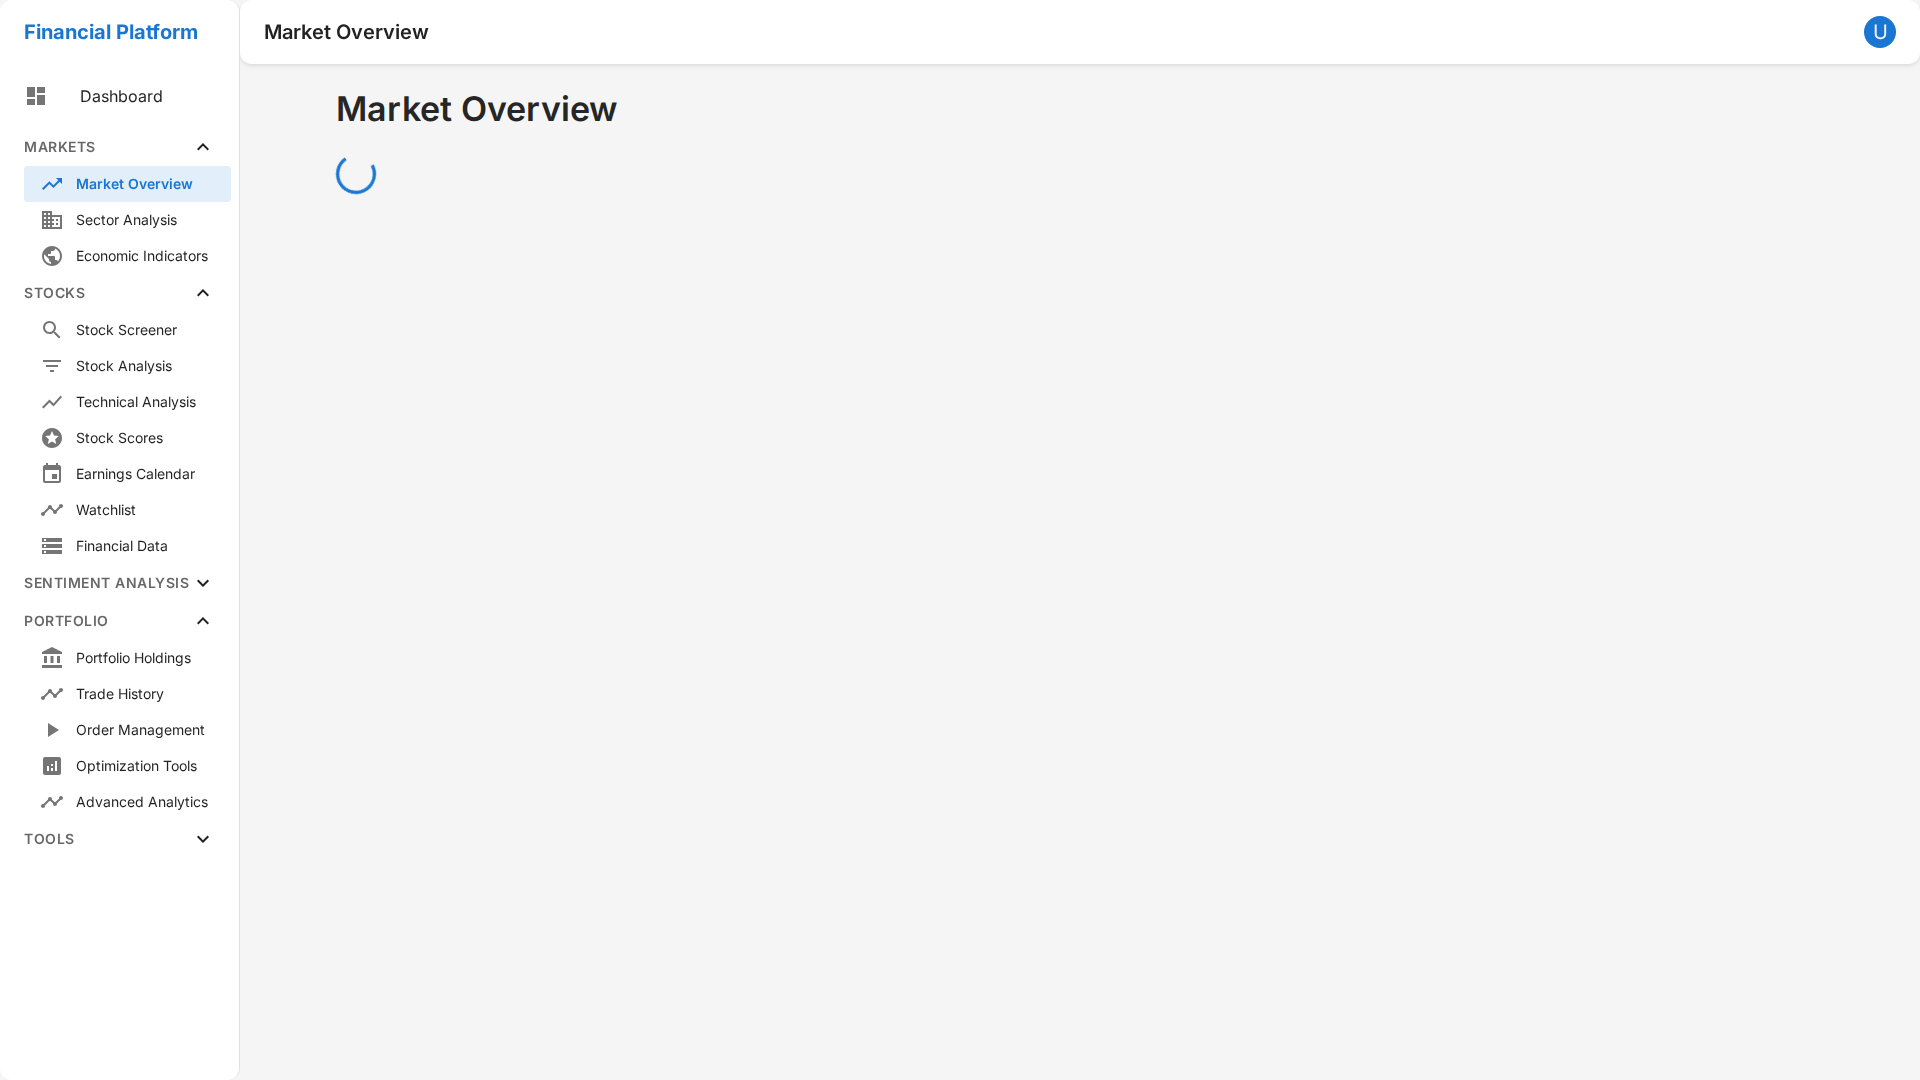 Financial Platform
Market Overview
U
Dashboard
MARKETS
Market Overview
Sector Analysis
Economic Indicators
STOCKS
Stock Screener
Stock Analysis
Technical Analysis
Stock Scores
Earnings Calendar
Watchlist
Financial Data
SENTIMENT ANALYSIS
PORTFOLIO
Portfolio Holdings
Trade History
Order Management
Optimization Tools
Advanced Analytics
TOOLS
Market Overview